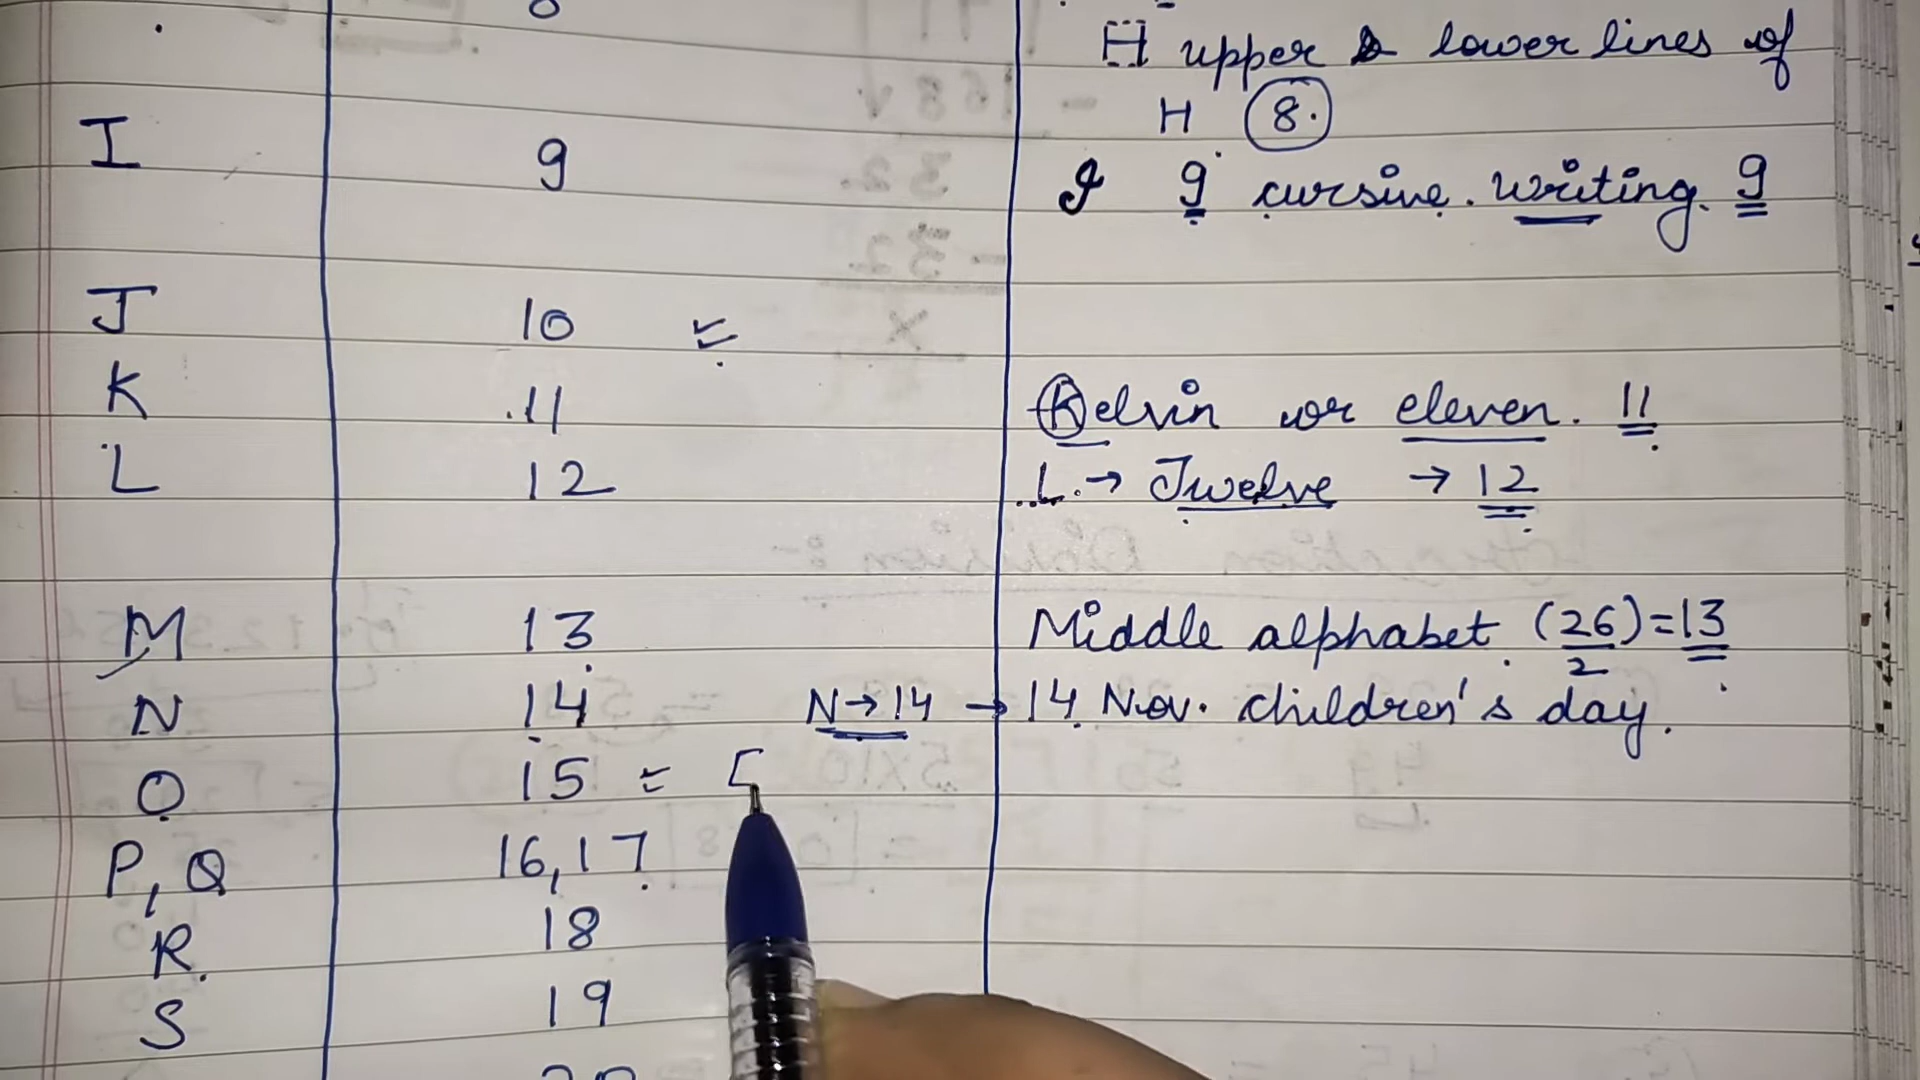 H upper & lower lines of
H 8.
I 9 I 9 cursive. writing. 9
J 10 =
K 11 Kelvin or eleven. 11
L 12 L. → Twelve → 12
M 13 Middle alphabet (26)=13
2
N 14 N→14 → 14 Nov. children's day.
O 15 =
P, Q 16,17
R. 18
S 19